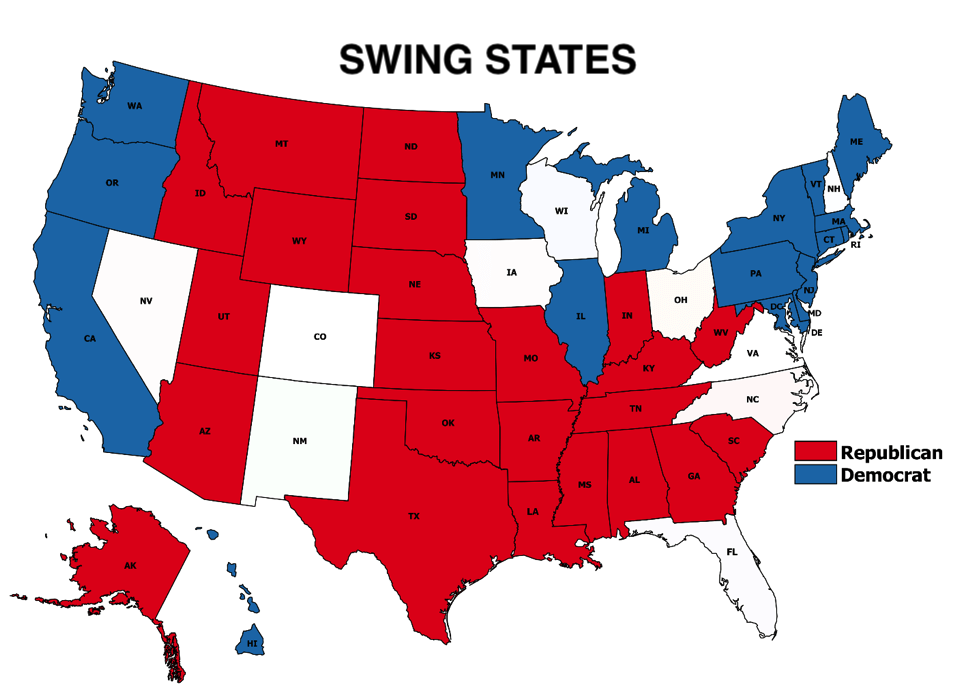 SWING STATES
WA
OR
CA
ID
MT
ND
MN
ME
VT
NH
NY
MA
CT
RI
WI
MI
SD
WY
IA
NE
PA
NJ
NV
UT
CO
IL
IN
OH
DC
MD
DE
WV
VA
KS
MO
KY
NC
TN
AZ
NM
OK
AR
SC
MS
AL
GA
TX
LA
FL
AK
HI
Republican
Democrat